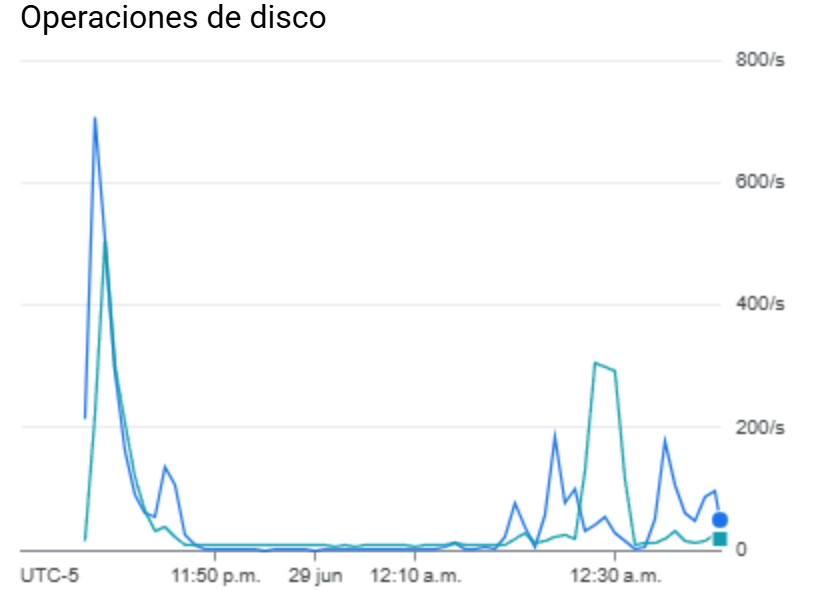 Operaciones de disco
800/s
600/s
400/s
200/s
0
UTC-5 11:50 p.m. 29 jun 12:10 a.m. 12:30 a.m.